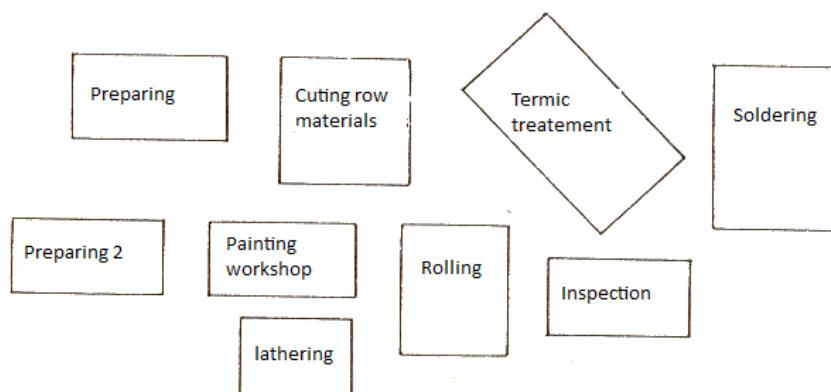 Preparing
Cuting row
materials
Termic
treatement
Soldering
Preparing 2
Painting
workshop
Rolling
Inspection
lathering